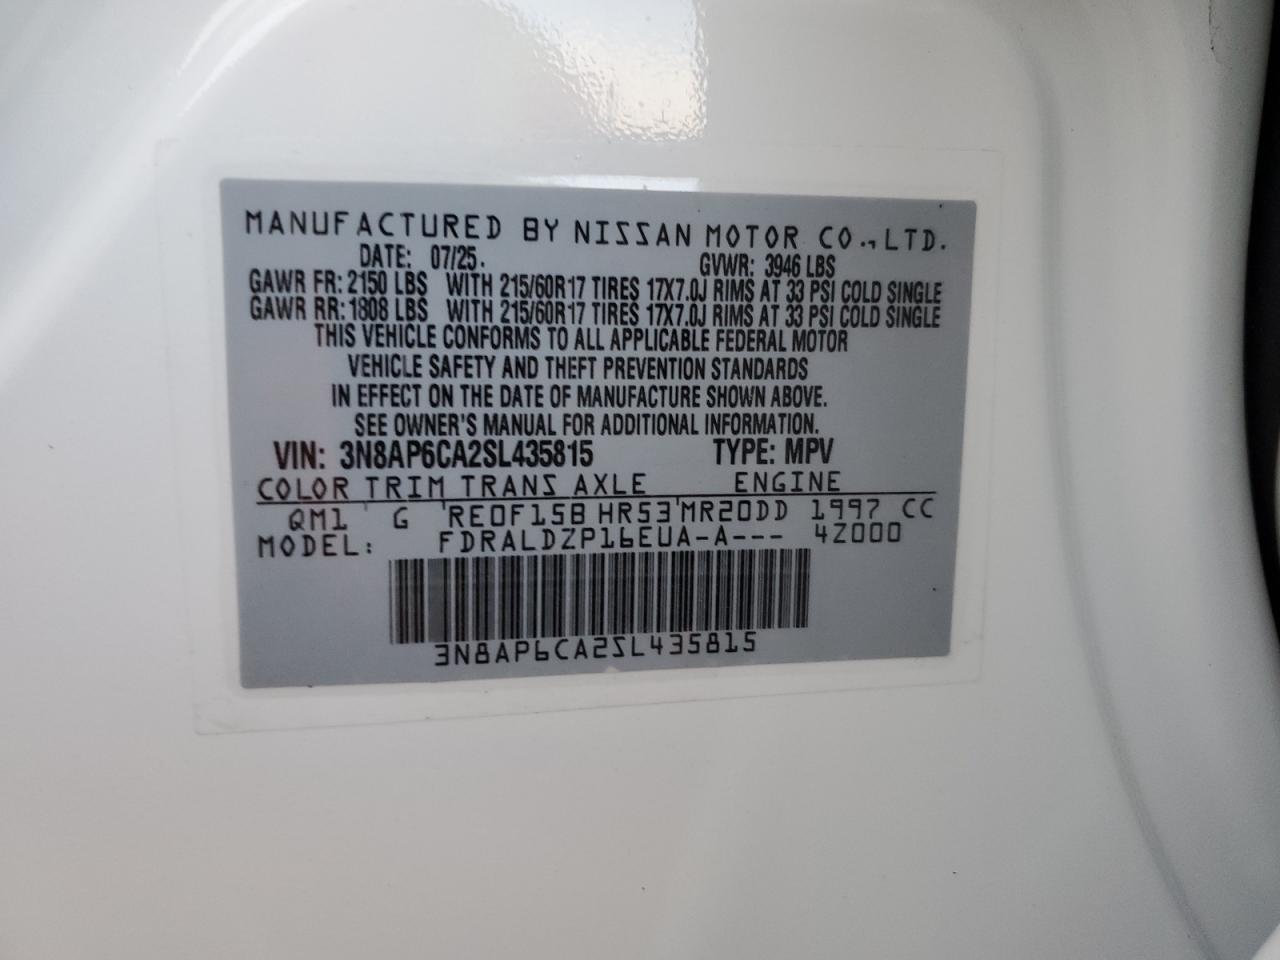 MANUFACTURED BY NISSAN MOTOR CO.,LTD.
DATE: 07/25. GVWR: 3946 LBS
GAWR FR: 2150 LBS WITH 215/60R17 TIRES 17X7.0J RIMS AT 33 PSI COLD SINGLE
GAWR RR: 1808 LBS WITH 215/60R17 TIRES 17X7.0J RIMS AT 33 PSI COLD SINGLE
THIS VEHICLE CONFORMS TO ALL APPLICABLE FEDERAL MOTOR
VEHICLE SAFETY AND THEFT PREVENTION STANDARDS
IN EFFECT ON THE DATE OF MANUFACTURE SHOWN ABOVE.
SEE OWNER'S MANUAL FOR ADDITIONAL INFORMATION.
VIN: 3N8AP6CA2SL435815 TYPE: MPV
COLOR TRIM TRANS AXLE ENGINE
QM1 G RE0F15B HR53 MR20DD 1997 CC
MODEL: FDRALDZP16EUA-A--- 4Z000
3N8AP6CA2SL435815